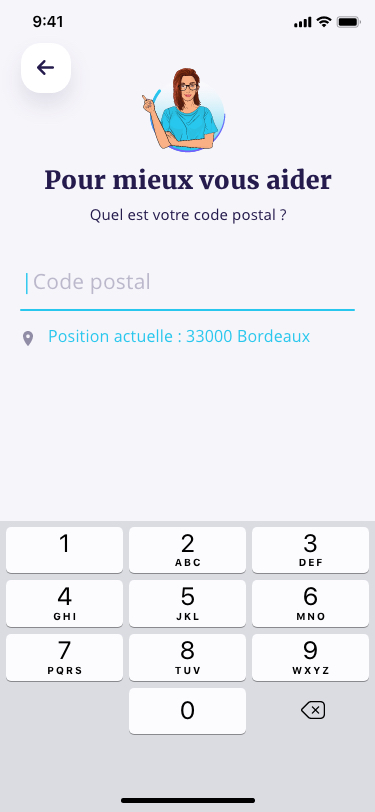 9:41
Pour mieux vous aider
Quel est votre code postal ?
Code postal
Position actuelle : 33000 Bordeaux
1 2 3
ABC DEF
4 5 6
GHI JKL MNO
7 8 9
PQRS TUV WXYZ
0